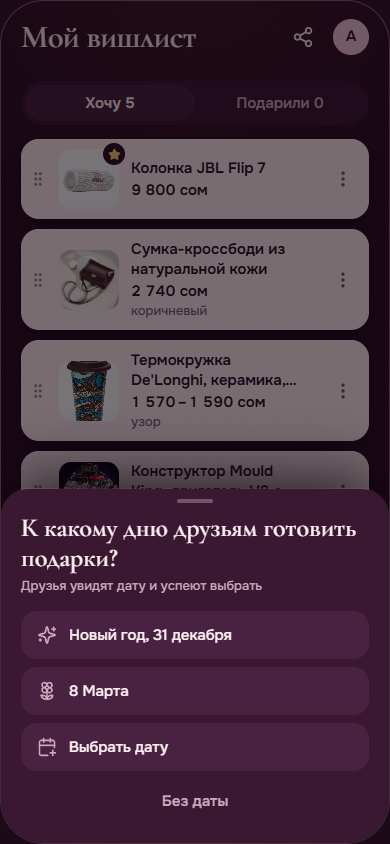 Мой вишлист
A
Хочу 5
Подарили 0
Колонка JBL Flip 7
9 800 сом
Сумка-кроссбоди из
натуральной кожи
2 740 сом
коричневый
Термокружка
De'Longhi, керамика,...
1 570 – 1 590 сом
узор
Конструктор Mould
К какому дню друзьям готовить
подарки?
Друзья увидят дату и успеют выбрать
Новый год, 31 декабря
8 Марта
Выбрать дату
Без даты